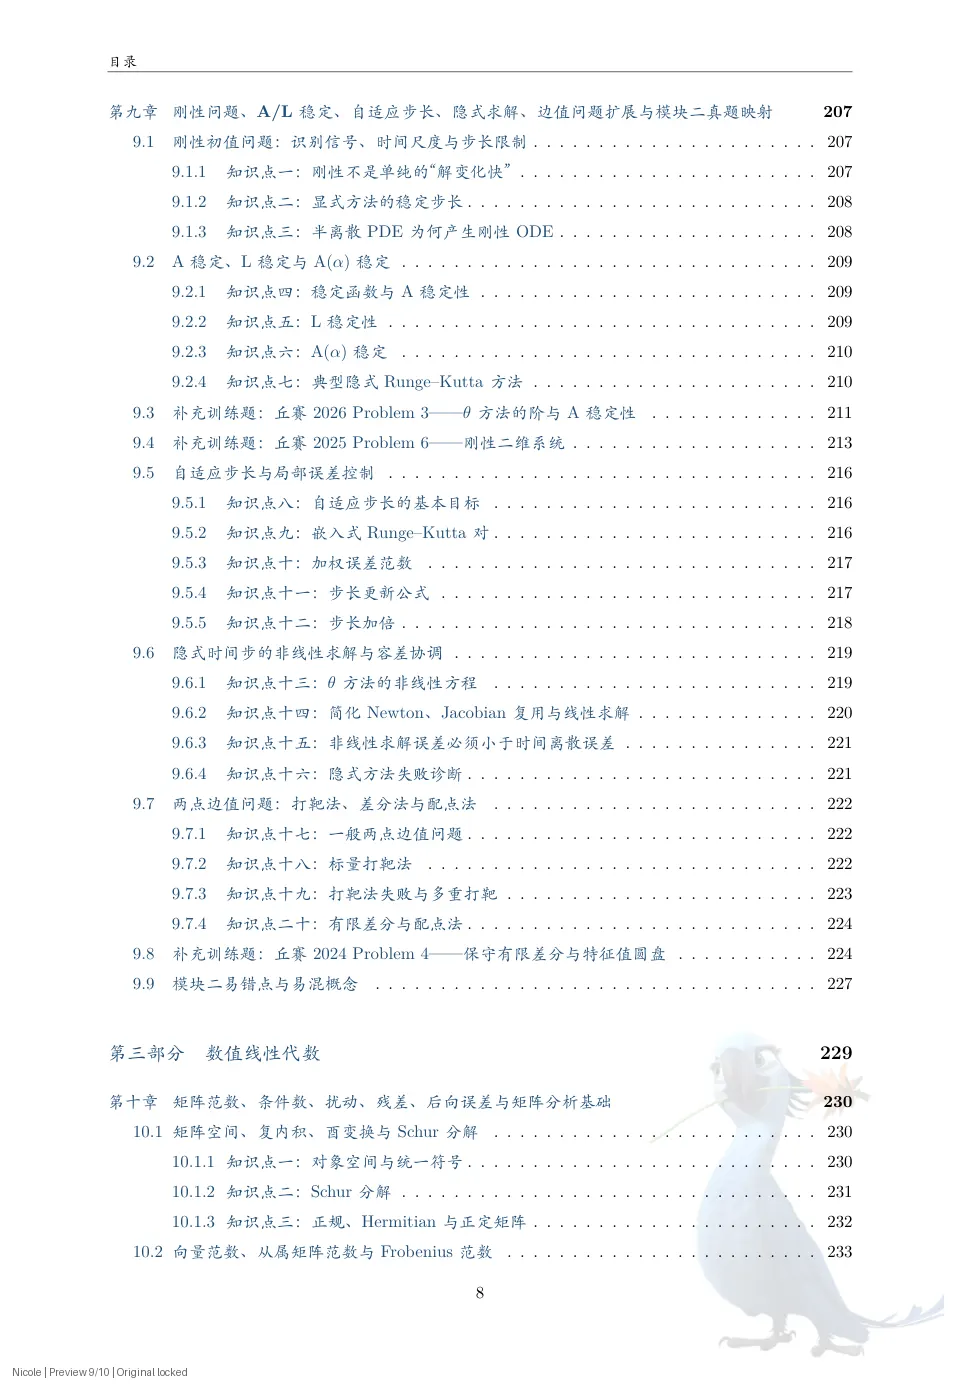 目录
第九章 刚性问题、A/L 稳定、自适应步长、隐式求解、边值问题扩展与模块二真题映射 207
9.1 刚性初值问题：识别信号、时间尺度与步长限制 . . . . . . . . . . . . . . . . . . . . . . 207
9.1.1 知识点一：刚性不是单纯的“解变化快” . . . . . . . . . . . . . . . . . . . . . . . 207
9.1.2 知识点二：显式方法的稳定步长 . . . . . . . . . . . . . . . . . . . . . . . . . . . 208
9.1.3 知识点三：半离散 PDE 为何产生刚性 ODE . . . . . . . . . . . . . . . . . . . . 208
9.2 A 稳定、L 稳定与 A(α) 稳定 . . . . . . . . . . . . . . . . . . . . . . . . . . . . . . . . 209
9.2.1 知识点四：稳定函数与 A 稳定性 . . . . . . . . . . . . . . . . . . . . . . . . . . 209
9.2.2 知识点五：L 稳定性 . . . . . . . . . . . . . . . . . . . . . . . . . . . . . . . . . 209
9.2.3 知识点六：A(α) 稳定 . . . . . . . . . . . . . . . . . . . . . . . . . . . . . . . . 210
9.2.4 知识点七：典型隐式 Runge–Kutta 方法 . . . . . . . . . . . . . . . . . . . . . . 210
9.3 补充训练题：丘赛 2026 Problem 3——θ 方法的阶与 A 稳定性 . . . . . . . . . . . . . 211
9.4 补充训练题：丘赛 2025 Problem 6——刚性二维系统 . . . . . . . . . . . . . . . . . . . 213
9.5 自适应步长与局部误差控制 . . . . . . . . . . . . . . . . . . . . . . . . . . . . . . . . . 216
9.5.1 知识点八：自适应步长的基本目标 . . . . . . . . . . . . . . . . . . . . . . . . . 216
9.5.2 知识点九：嵌入式 Runge–Kutta 对 . . . . . . . . . . . . . . . . . . . . . . . . . 216
9.5.3 知识点十：加权误差范数 . . . . . . . . . . . . . . . . . . . . . . . . . . . . . . 217
9.5.4 知识点十一：步长更新公式 . . . . . . . . . . . . . . . . . . . . . . . . . . . . . 217
9.5.5 知识点十二：步长加倍 . . . . . . . . . . . . . . . . . . . . . . . . . . . . . . . . 218
9.6 隐式时间步的非线性求解与容差协调 . . . . . . . . . . . . . . . . . . . . . . . . . . . . 219
9.6.1 知识点十三：θ 方法的非线性方程 . . . . . . . . . . . . . . . . . . . . . . . . . 219
9.6.2 知识点十四：简化 Newton、Jacobian 复用与线性求解 . . . . . . . . . . . . . . 220
9.6.3 知识点十五：非线性求解误差必须小于时间离散误差 . . . . . . . . . . . . . . . 221
9.6.4 知识点十六：隐式方法失败诊断 . . . . . . . . . . . . . . . . . . . . . . . . . . . 221
9.7 两点边值问题：打靶法、差分法与配点法 . . . . . . . . . . . . . . . . . . . . . . . . . 222
9.7.1 知识点十七：一般两点边值问题 . . . . . . . . . . . . . . . . . . . . . . . . . . . 222
9.7.2 知识点十八：标量打靶法 . . . . . . . . . . . . . . . . . . . . . . . . . . . . . . 222
9.7.3 知识点十九：打靶法失败与多重打靶 . . . . . . . . . . . . . . . . . . . . . . . . 223
9.7.4 知识点二十：有限差分与配点法 . . . . . . . . . . . . . . . . . . . . . . . . . . . 224
9.8 补充训练题：丘赛 2024 Problem 4——保守有限差分与特征值圆盘 . . . . . . . . . . . 224
9.9 模块二易错点与易混概念 . . . . . . . . . . . . . . . . . . . . . . . . . . . . . . . . . . 227
第三部分 数值线性代数 229
第十章 矩阵范数、条件数、扰动、残差、后向误差与矩阵分析基础 230
10.1 矩阵空间、复内积、酉变换与 Schur 分解 . . . . . . . . . . . . . . . . . . . . . . . . . 230
10.1.1 知识点一：对象空间与统一符号 . . . . . . . . . . . . . . . . . . . . . . . . . . . 230
10.1.2 知识点二：Schur 分解 . . . . . . . . . . . . . . . . . . . . . . . . . . . . . . . . 231
10.1.3 知识点三：正规、Hermitian 与正定矩阵 . . . . . . . . . . . . . . . . . . . . . . 232
10.2 向量范数、从属矩阵范数与 Frobenius 范数 . . . . . . . . . . . . . . . . . . . . . . . . 233
8
Nicole | Preview 9/10 | Original locked